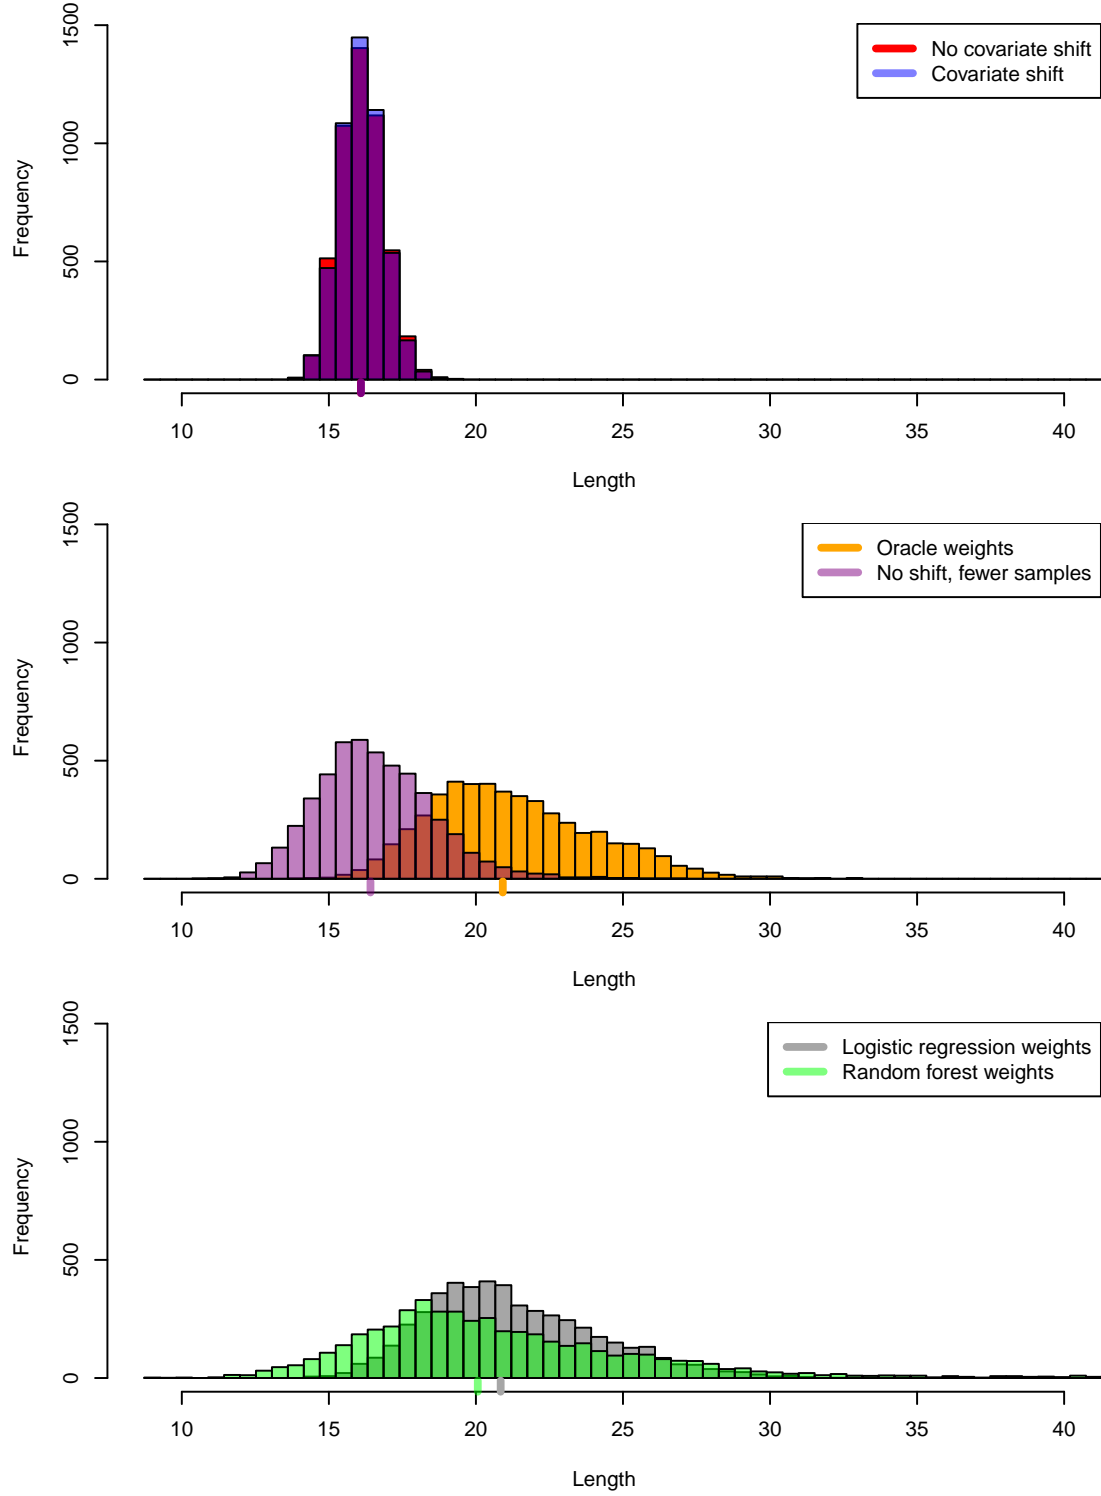 1500
1000
500
0
Frequency
No covariate shift
Covariate shift
10 15 20 25 30 35 40
Length
1500
1000
500
0
Frequency
Oracle weights
No shift, fewer samples
10 15 20 25 30 35 40
Length
1500
1000
500
0
Frequency
Logistic regression weights
Random forest weights
10 15 20 25 30 35 40
Length